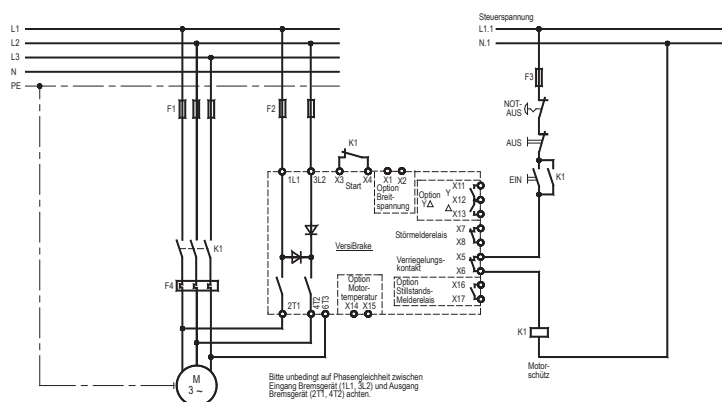 Steuerspannung
L1
L1.1
L2
N.1
L3
N
PE
F3
F1
F2
NOT-
AUS
K1
AUS
1L1
3L2
X3
X4
X1
X2
Start
Option
Breit-
spannung
Option
Y△
Y
△
X11
X12
X13
EIN
K1
K1
VersiBrake
Störmelderelais
X7
X8
Verriegelungs-
kontakt
X5
X6
F4
Option
Motor-
temperatur
X14
X15
Option
Stillstands-
Melderelais
X16
X17
2T1
4T2
6T3
K1
Motor-
schütz
M
3 ~
Bitte unbedingt auf Phasengleichheit zwischen
Eingang Bremsgerät (1L1, 3L2) und Ausgang
Bremsgerät (2T1, 4T2) achten.